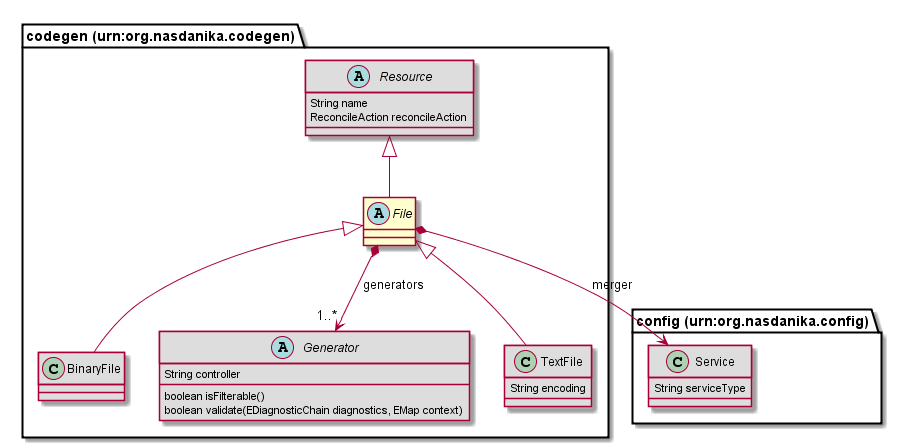 codegen (urn:org.nasdanika.codegen)
A Resource
String name
ReconcileAction reconcileAction
A File
generators
merger
1..*
config (urn:org.nasdanika.config)
C BinaryFile
A Generator
String controller
boolean isFilterable()
boolean validate(EDiagnosticChain diagnostics, EMap context)
C TextFile
String encoding
C Service
String serviceType